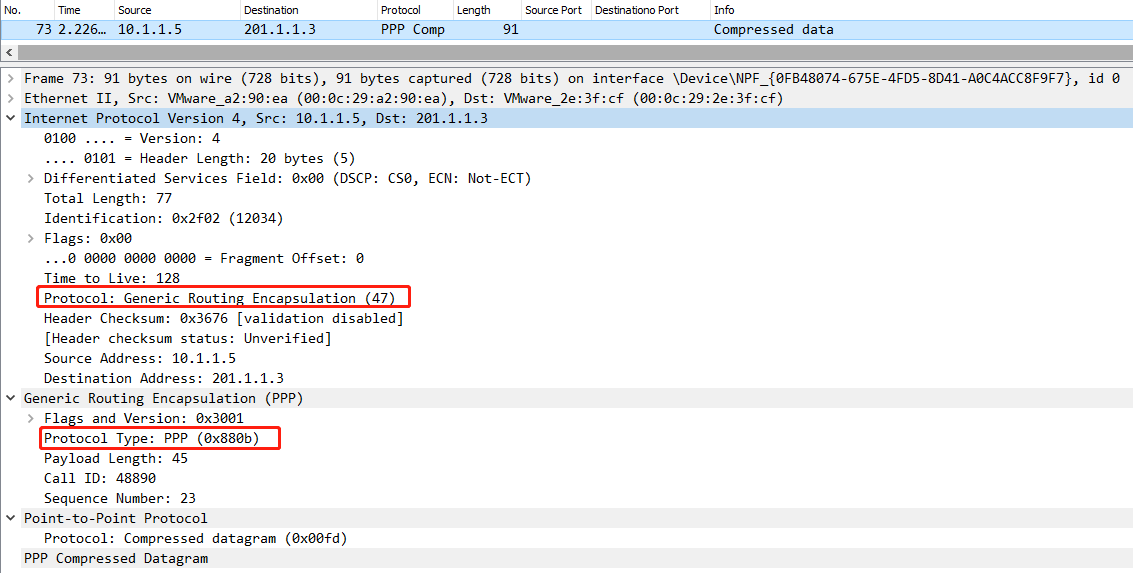 No. Time Source Destination Protocol Length Source Port Destinationo Port Info
73 2.226… 10.1.1.5 201.1.1.3 PPP Comp 91 Compressed data
Frame 73: 91 bytes on wire (728 bits), 91 bytes captured (728 bits) on interface \Device\NPF_{0FB48074-675E-4FD5-8D41-A0C4ACC8F9F7}, id 0
Ethernet II, Src: VMware_a2:90:ea (00:0c:29:a2:90:ea), Dst: VMware_2e:3f:cf (00:0c:29:2e:3f:cf)
Internet Protocol Version 4, Src: 10.1.1.5, Dst: 201.1.1.3
0100 .... = Version: 4
.... 0101 = Header Length: 20 bytes (5)
Differentiated Services Field: 0x00 (DSCP: CS0, ECN: Not-ECT)
Total Length: 77
Identification: 0x2f02 (12034)
Flags: 0x00
...0 0000 0000 0000 = Fragment Offset: 0
Time to Live: 128
Protocol: Generic Routing Encapsulation (47)
Header Checksum: 0x3676 [validation disabled]
[Header checksum status: Unverified]
Source Address: 10.1.1.5
Destination Address: 201.1.1.3
Generic Routing Encapsulation (PPP)
Flags and Version: 0x3001
Protocol Type: PPP (0x880b)
Payload Length: 45
Call ID: 48890
Sequence Number: 23
Point-to-Point Protocol
Protocol: Compressed datagram (0x00fd)
PPP Compressed Datagram